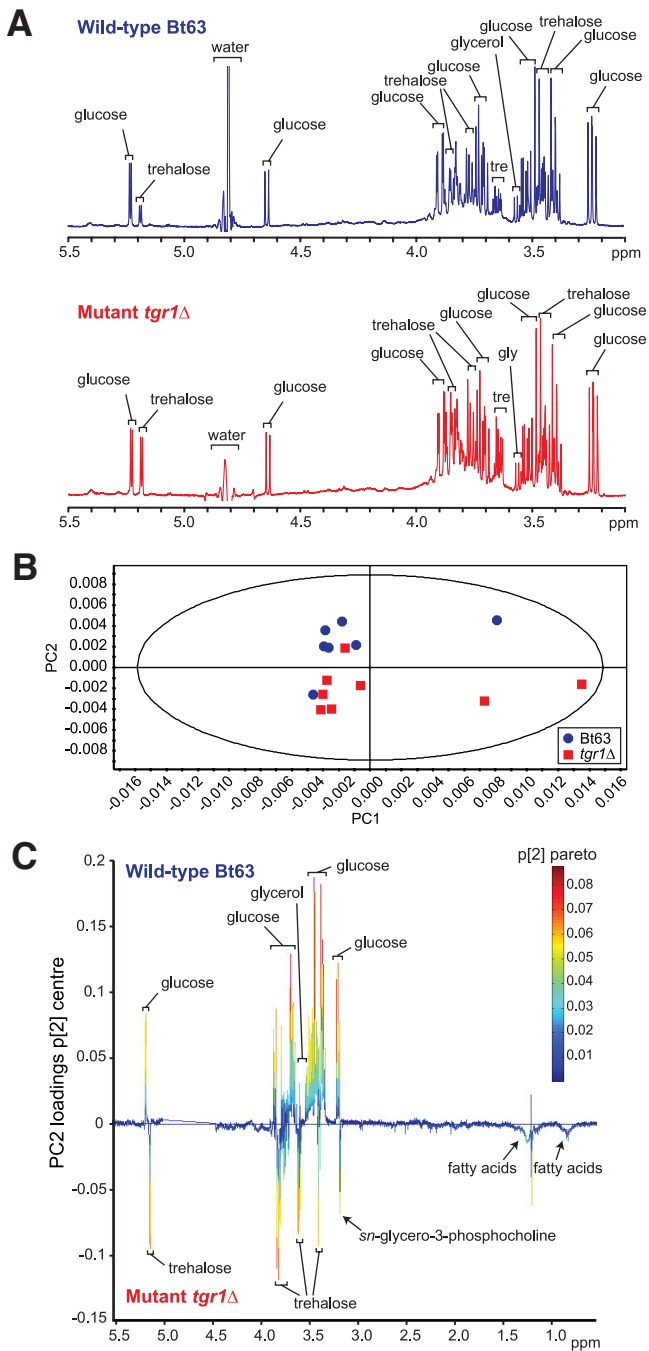 A
Wild-type Bt63
water
glucose
trehalose
glucose
glucose
trehalose
glucose
glycerol
tre
glucose
trehalose
glucose
glucose
5.5 5.0 4.5 4.0 3.5 ppm
Mutant tgr1Δ
glucose
trehalose
water
glucose
glucose
trehalose
glucose
gly
tre
glucose
trehalose
glucose
glucose
5.5 5.0 4.5 4.0 3.5 ppm
B
PC2
0.008
0.006
0.004
0.002
0.000
-0.002
-0.004
-0.006
-0.008
Bt63
tgr1Δ
-0.016 -0.014 -0.012 -0.010 -0.008 -0.006 -0.004 -0.002 0.000 0.002 0.004 0.006 0.008 0.010 0.012 0.014 0.016
PC1
C
Wild-type Bt63
p[2] pareto
0.08
0.07
0.06
0.05
0.04
0.03
0.02
0.01
PC2 loadings p[2] centre
0.2
0.15
0.1
0.05
0
-0.05
-0.1
-0.15
glucose
glucose
glycerol
glucose
glucose
fatty acids
fatty acids
sn-glycero-3-phosphocholine
trehalose
trehalose
Mutant tgr1Δ
5.5 5.0 4.0 3.5 3.0 2.5 2.0 1.5 1.0 ppm